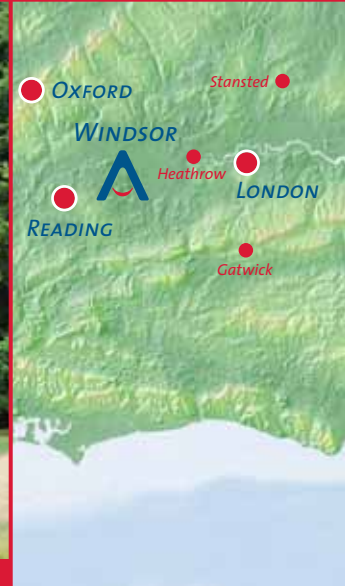 Stansted
OXFORD
WINDSOR
Heathrow
LONDON
READING
Gatwick